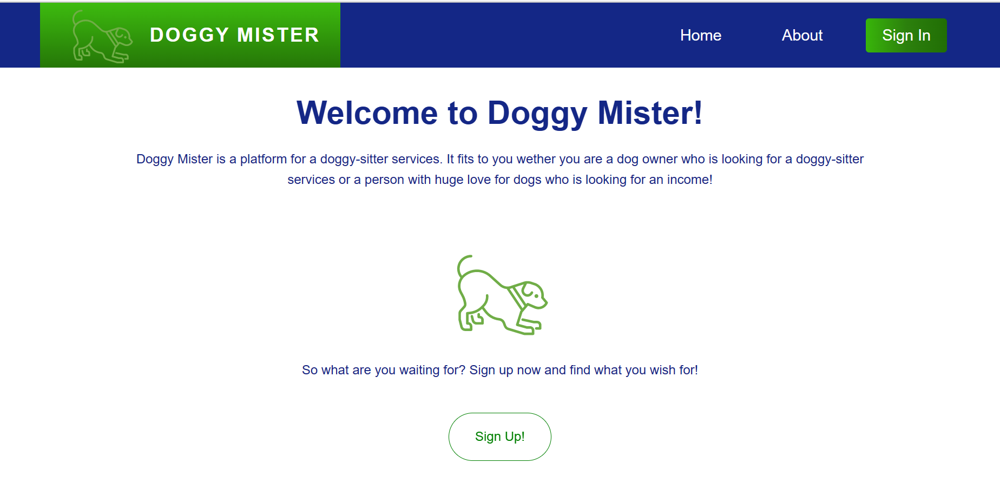 DOGGY MISTER
Home
About
Sign In
Welcome to Doggy Mister!
Doggy Mister is a platform for a doggy-sitter services. It fits to you wether you are a dog owner who is looking for a doggy-sitter
services or a person with huge love for dogs who is looking for an income!
So what are you waiting for? Sign up now and find what you wish for!
Sign Up!